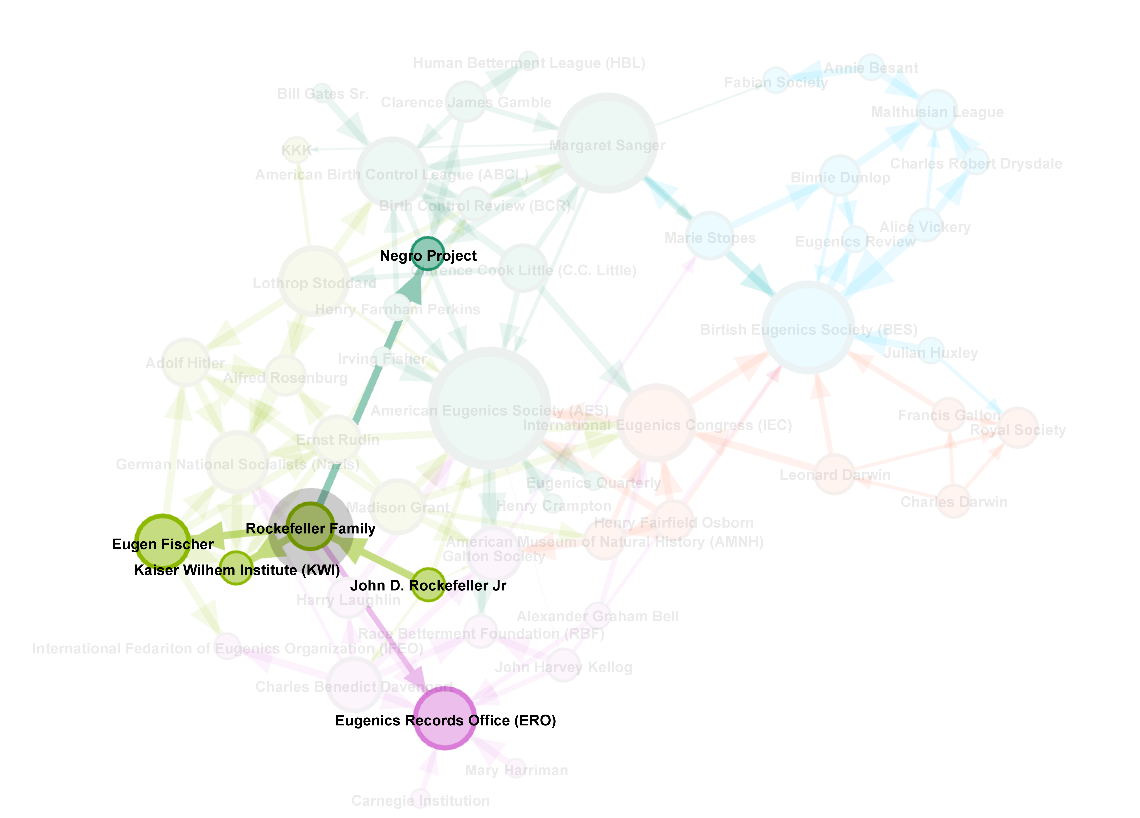 Human Betterment League (HBL)
Annie Besant
Fabian Society
Bill Gates Sr.
Clarence James Gamble
Malthusian League
Margaret Sanger
KKK
Charles Robert Drysdale
American Birth Control League (ABCL)
Binnie Dunlop
Birth Control Review (BCR)
Alice Vickery
Marie Stopes
Eugenics Review
Negro Project
rence Cook Little (C.C. Little)
Lothrop Stoddard
Henry Farnham Perkins
Birtish Eugenics Society (BES)
Julian Huxley
Irving Fisher
Adolf Hitler
Alfred Rosenburg
American Eugenics Society (AES)
Francis Galton
International Eugenics Congress (IEC)
Royal Society
Ernst Rudin
German National Socialists (Nazis)
Leonard Darwin
Eugenics Quarterly
Charles Darwin
Henry Crampton
Madison Grant
Henry Fairfield Osborn
Rockefeller Family
Eugen Fischer
American Museum of Natural History (AMNH)
Galton Society
Kaiser Wilhem Institute (KWI)
John D. Rockefeller Jr
Harry Laughlin
Alexander Graham Bell
Race Betterment Foundation (RBF)
International Fedariton of Eugenics Organization (IFEO)
John Harvey Kellog
Charles Benedict Davenport
Eugenics Records Office (ERO)
Mary Harriman
Carnegie Institution